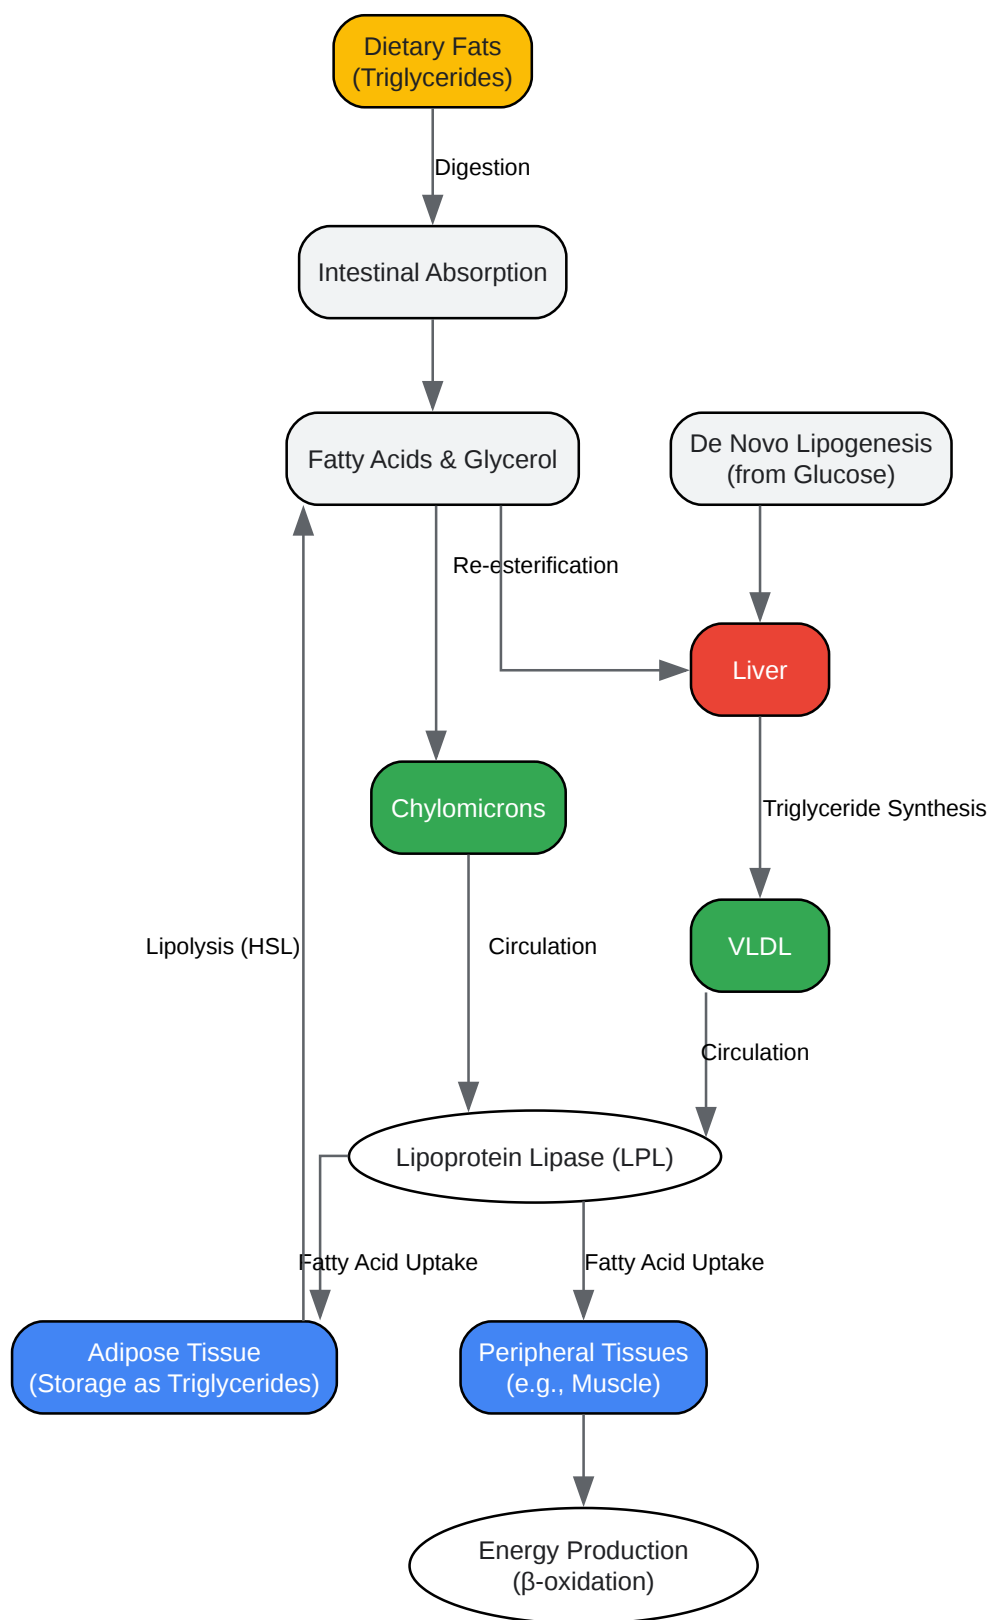 Dietary Fats
(Triglycerides)
Digestion
Intestinal Absorption
Fatty Acids & Glycerol
De Novo Lipogenesis
(from Glucose)
Re-esterification
Liver
Chylomicrons
Triglyceride Synthesis
Lipolysis (HSL)
Circulation
VLDL
Circulation
Lipoprotein Lipase (LPL)
Fatty Acid Uptake
Fatty Acid Uptake
Adipose Tissue
(Storage as Triglycerides)
Peripheral Tissues
(e.g., Muscle)
Energy Production
(β-oxidation)